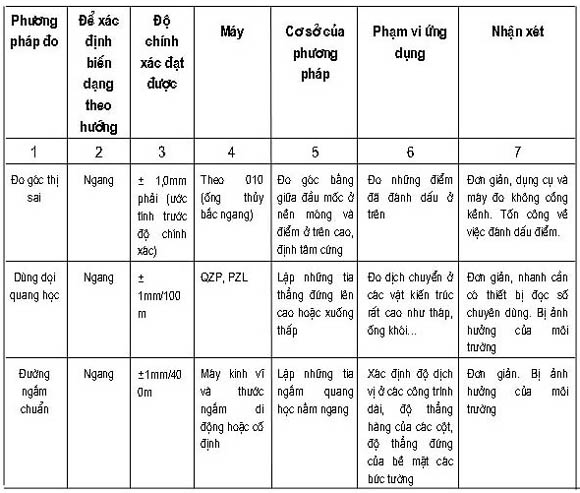 Phương pháp đo
Để xác định biến dạng theo hướng
Độ chính xác đạt được
Máy
Cơ sở của phương pháp
Phạm vi ứng dụng
Nhận xét
1
2
3
4
5
6
7
Đo góc thị sai
Ngang
± 1,0mm phải (ước tính trước độ chính xác)
Theo 010 (ống thủy bắc ngang)
Đo góc bằng giữa đầu mốc ở nền móng và điểm ở trên cao, định tâm cứng
Đo những điểm đã đánh dấu ở trên
Đơn giản, dụng cụ và máy đo không cồng kềnh. Tốn công về việc đánh dấu điểm.
Dùng dọi quang học
Ngang
± 1mm/100 m
QZP, PZL
Lập những tia thẳng đứng lên cao hoặc xuống thấp
Đo dịch chuyển ở các vật kiến trúc rất cao như tháp, ống khói...
Đơn giản, nhanh cần có thiết bị đọc số chuyên dùng. Bị ảnh hưởng của môi trường
Đường ngắm chuẩn
Ngang
±1mm/40 0m
Máy kinh vĩ và thước ngắm di động hoặc cố định
Lập những tia ngắm quang học nằm ngang
Xác định độ dịch vị ở các công trình dài, độ thẳng hàng của các cột, độ thẳng đứng của bề mặt các bức tường
Đơn giản. Bị ảnh hưởng của môi trường